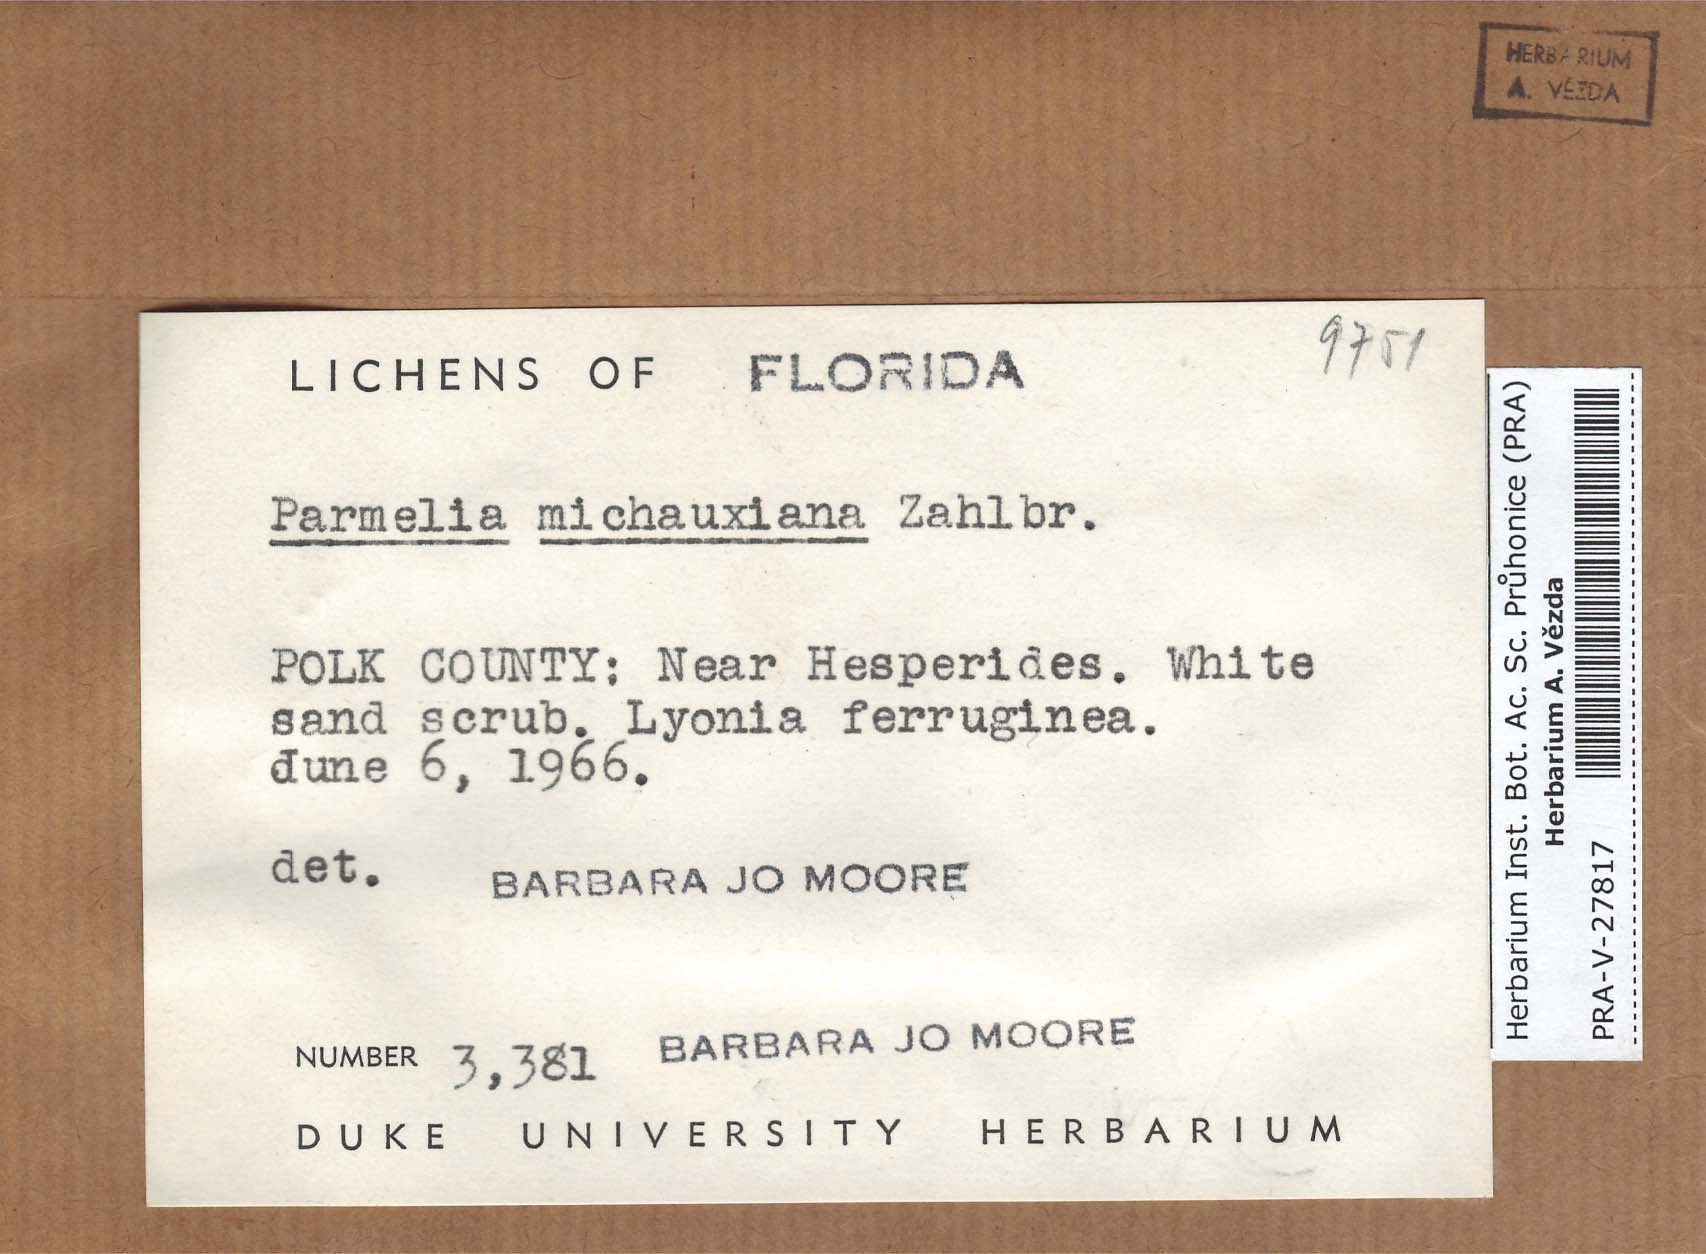 HERBARIUM
A. VĚZDA
LICHENS OF FLORIDA
9751
Parmelia michauxiana Zahlbr.
POLK COUNTY: Near Hesperides. White
sand scrub. Lyonia ferruginea.
June 6, 1966.
det. BARBARA JO MOORE
NUMBER 3,381 BARBARA JO MOORE
DUKE UNIVERSITY HERBARIUM
Herbarium Inst. Bot. Ac. Sc. Průhonice (PRA)
Herbarium A. Vězda
PRA-V-27817